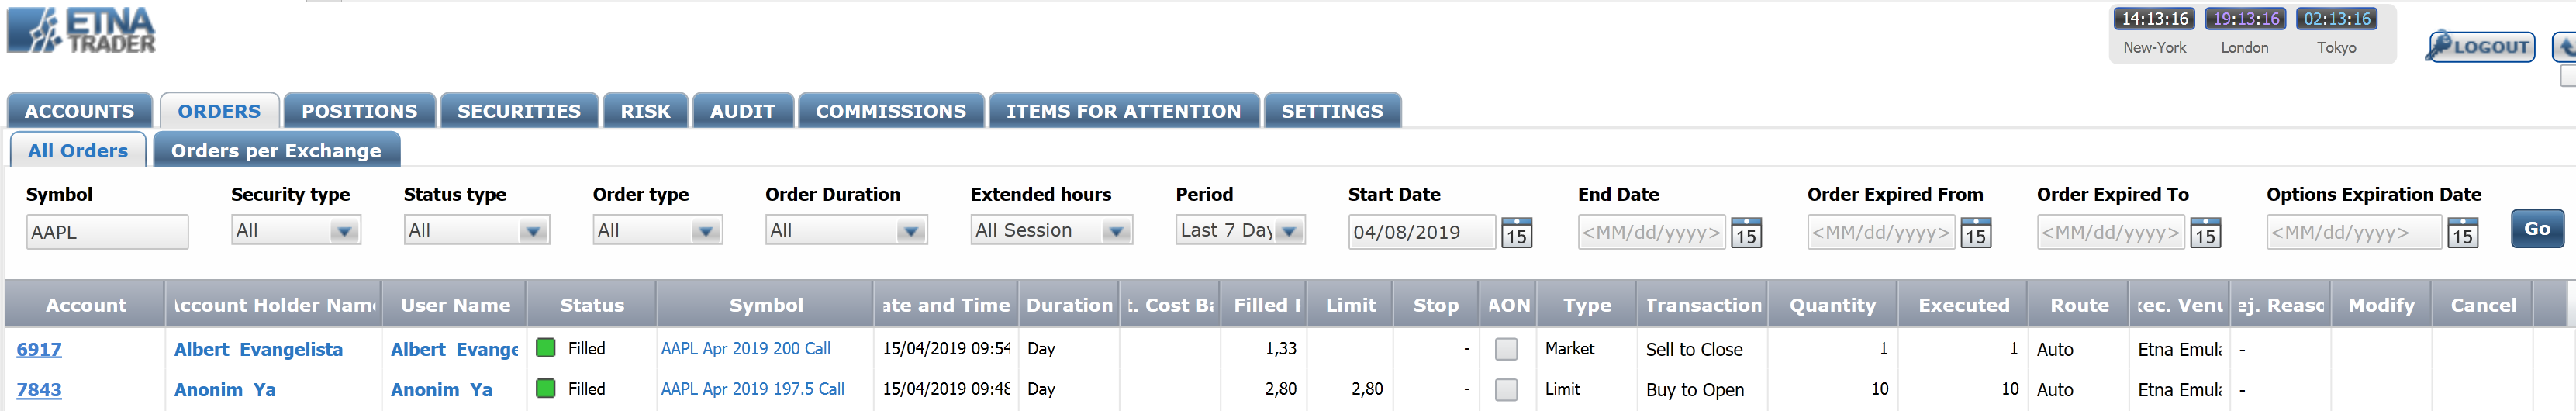 ETNA
TRADER
14:13:16 19:13:16 02:13:16
New-York London Tokyo
LOGOUT
ACCOUNTS ORDERS POSITIONS SECURITIES RISK AUDIT COMMISSIONS ITEMS FOR ATTENTION SETTINGS
All Orders Orders per Exchange
Symbol Security type Status type Order type Order Duration Extended hours Period Start Date End Date Order Expired From Order Expired To Options Expiration Date
AAPL All All All All All Session Last 7 Day 04/08/2019 15 <MM/dd/yyyy> 15 <MM/dd/yyyy> 15 <MM/dd/yyyy> 15 <MM/dd/yyyy> 15 Go
Account Account Holder Name User Name Status Symbol ate and Time Duration t. Cost Ba Filled P Limit Stop AON Type Transaction Quantity Executed Route xec. Venu ej. Reaso Modify Cancel
6917 Albert Evangelista Albert Evange Filled AAPL Apr 2019 200 Call 15/04/2019 09:54 Day 1,33 - Market Sell to Close 1 1 Auto Etna Emula -
7843 Anonim Ya Anonim Ya Filled AAPL Apr 2019 197.5 Call 15/04/2019 09:48 Day 2,80 2,80 - Limit Buy to Open 10 10 Auto Etna Emula -